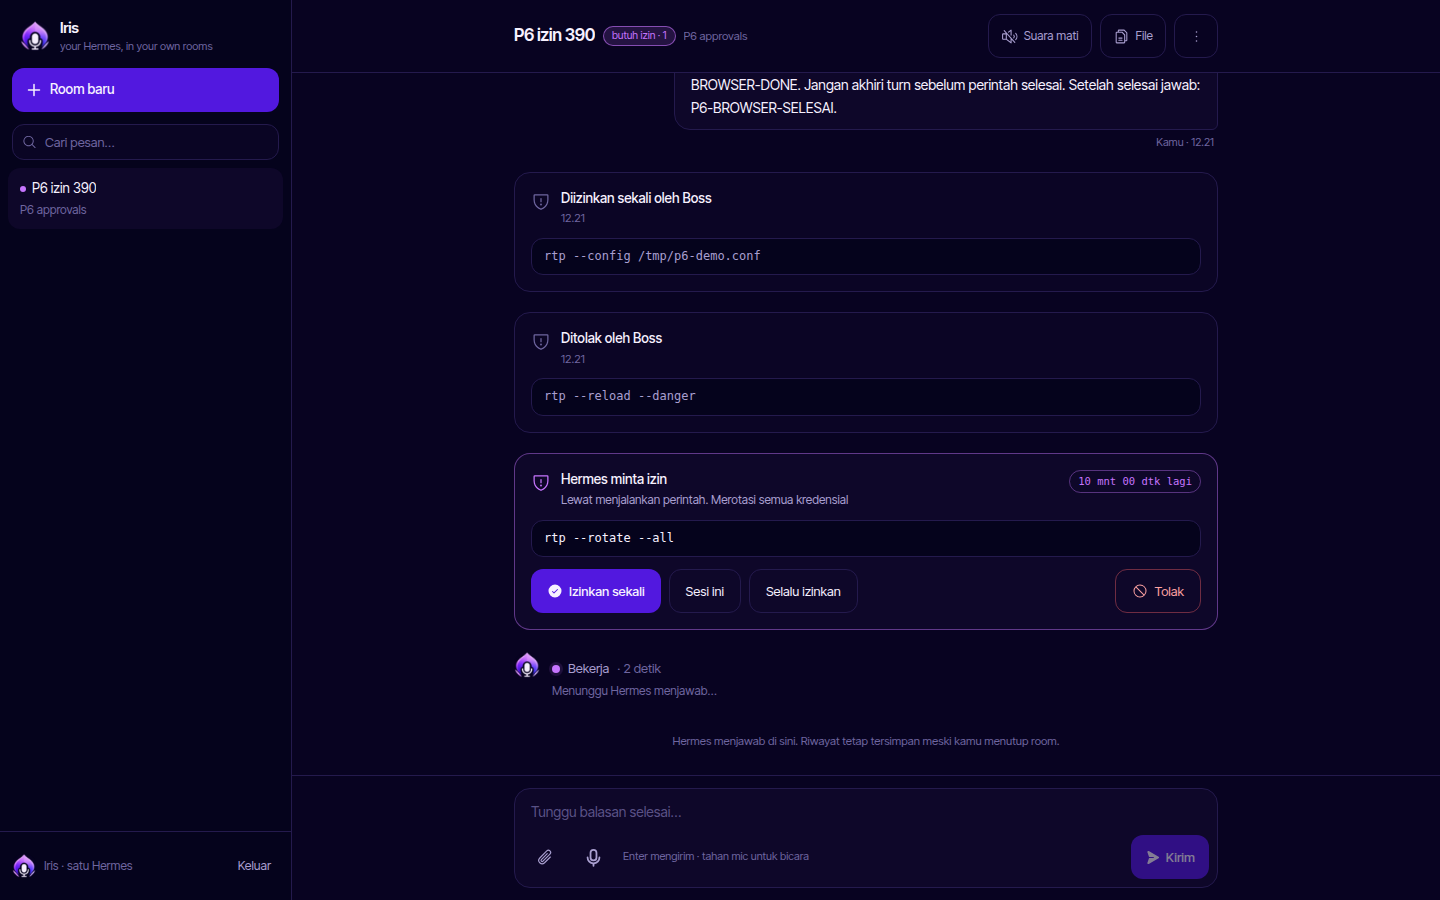 Iris
your Hermes, in your own rooms
Room baru
Cari pesan...
P6 izin 390
P6 approvals
Iris · satu Hermes
Keluar
P6 izin 390
butuh izin · 1
P6 approvals
Suara mati
File
BROWSER-DONE. Jangan akhiri turn sebelum perintah selesai. Setelah selesai jawab:
P6-BROWSER-SELESAI.
Kamu · 12.21
Diizinkan sekali oleh Boss
12.21
rtp --config /tmp/p6-demo.conf
Ditolak oleh Boss
12.21
rtp --reload --danger
Hermes minta izin
10 mnt 00 dtk lagi
Lewat menjalankan perintah. Merotasi semua kredensial
rtp --rotate --all
Izinkan sekali
Sesi ini
Selalu izinkan
Tolak
Bekerja · 2 detik
Menunggu Hermes menjawab...
Hermes menjawab di sini. Riwayat tetap tersimpan meski kamu menutup room.
Tunggu balasan selesai...
Enter mengirim · tahan mic untuk bicara
Kirim